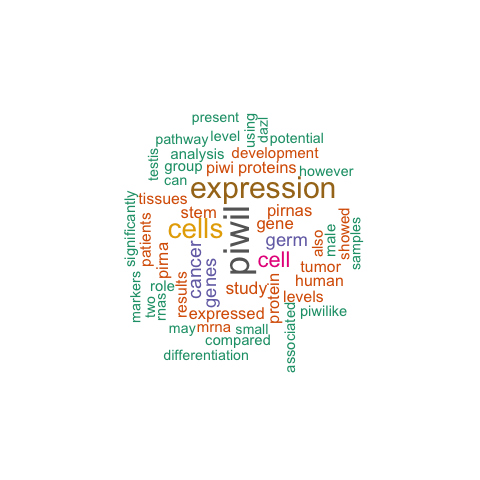 present
using
dazl
pathway
level
potential
testis
analysis
development
group
piwi
proteins
however
can
tissues
expression
significantly
stem
pirnas
patients
cells
piwil
gene
germ
also
male
showed
samples
pirna
cancer
genes
cell
tumor
human
markers
two
role
rnas
results
study
protein
levels
expressed
piwilike
may
mrna
small
associated
compared
differentiation